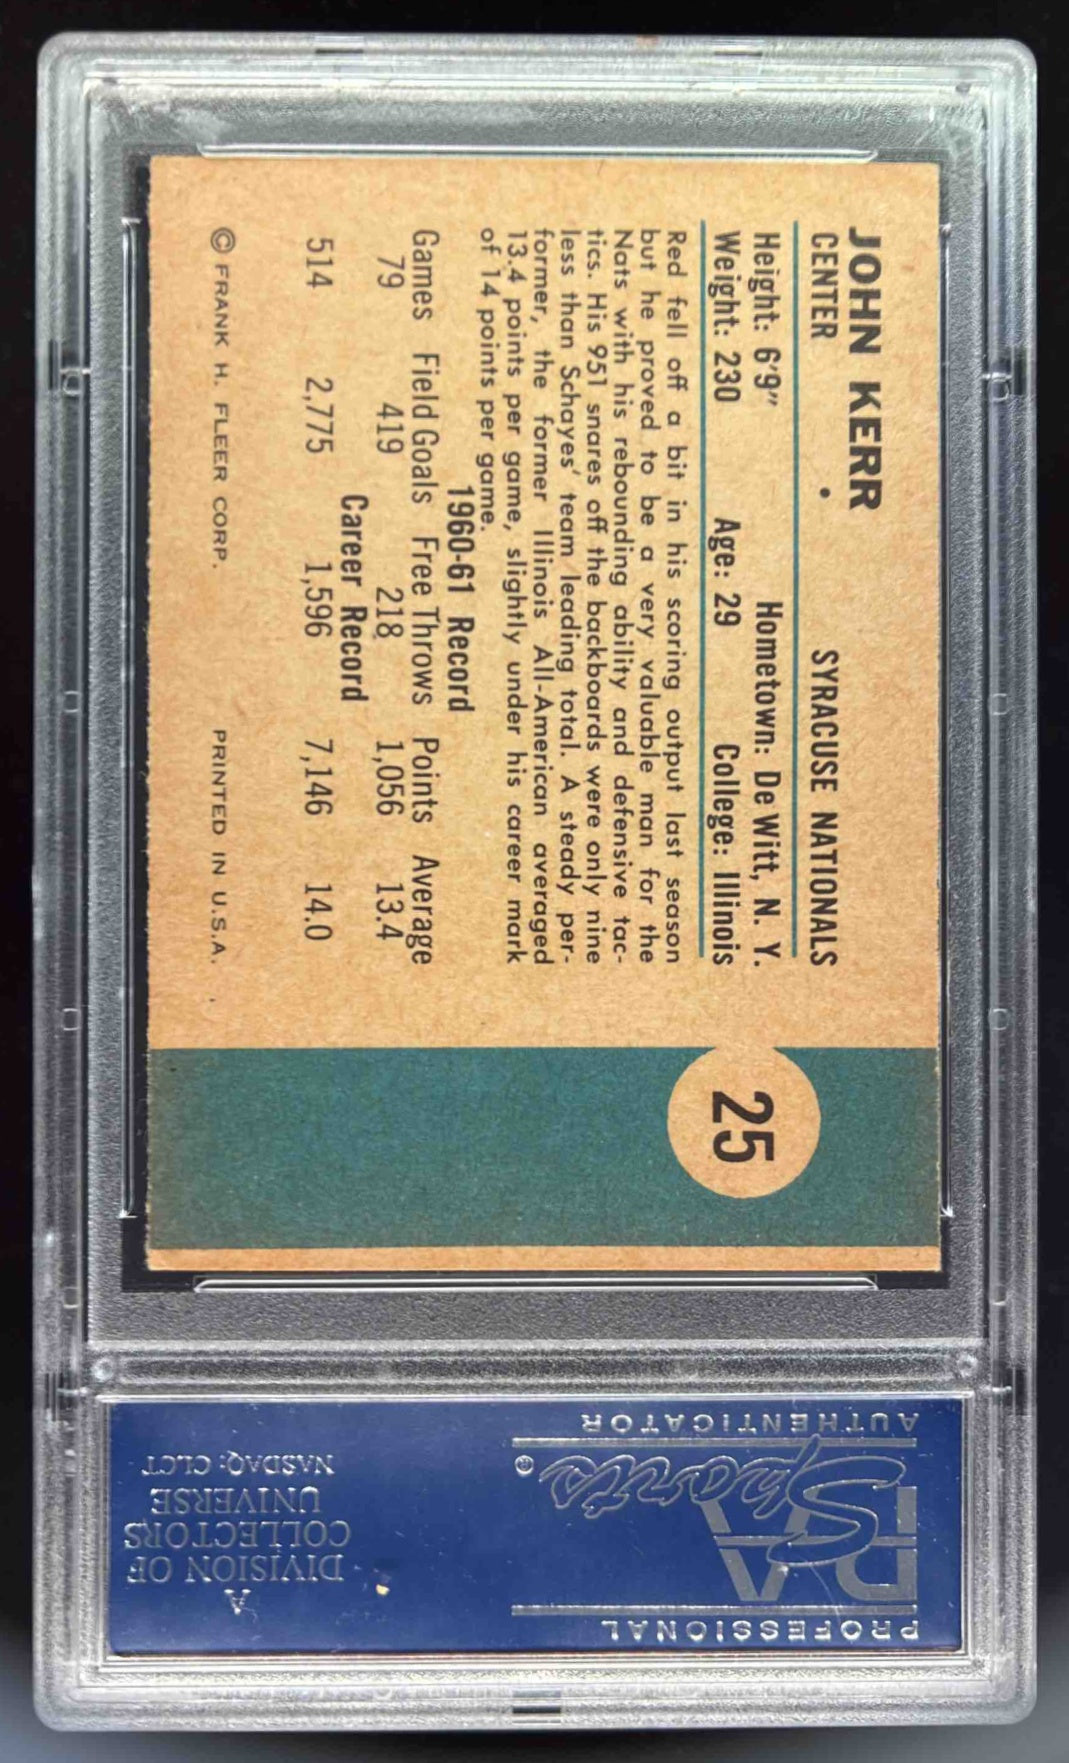 JOHN KERR
CENTER SYRACUSE NATIONALS
Height: 6'9" Hometown: De Witt, N. Y.
Weight: 230 Age: 29 College: Illinois
Red fell off a bit in his scoring output last season
but he proved to be a very valuable man for the
Nats with his rebounding ability and defensive tac-
tics. His 951 snares off the backboards were only nine
less than Schayes' team leading total. A steady per-
former, the former Illinois All-American averaged
13.4 points per game, slightly under his career mark
of 14 points per game.
1960-61 Record
Games Field Goals Free Throws Points Average
79 419 218 1,056 13.4
Career Record
514 2,775 1,596 7,146 14.0
© FRANK H. FLEER CORP. PRINTED IN U.S.A.
25
PROFESSIONAL
PSA
Sports®
AUTHENTICATOR
A
DIVISION OF
COLLECTORS
UNIVERSE
NASDAQ: CLCT